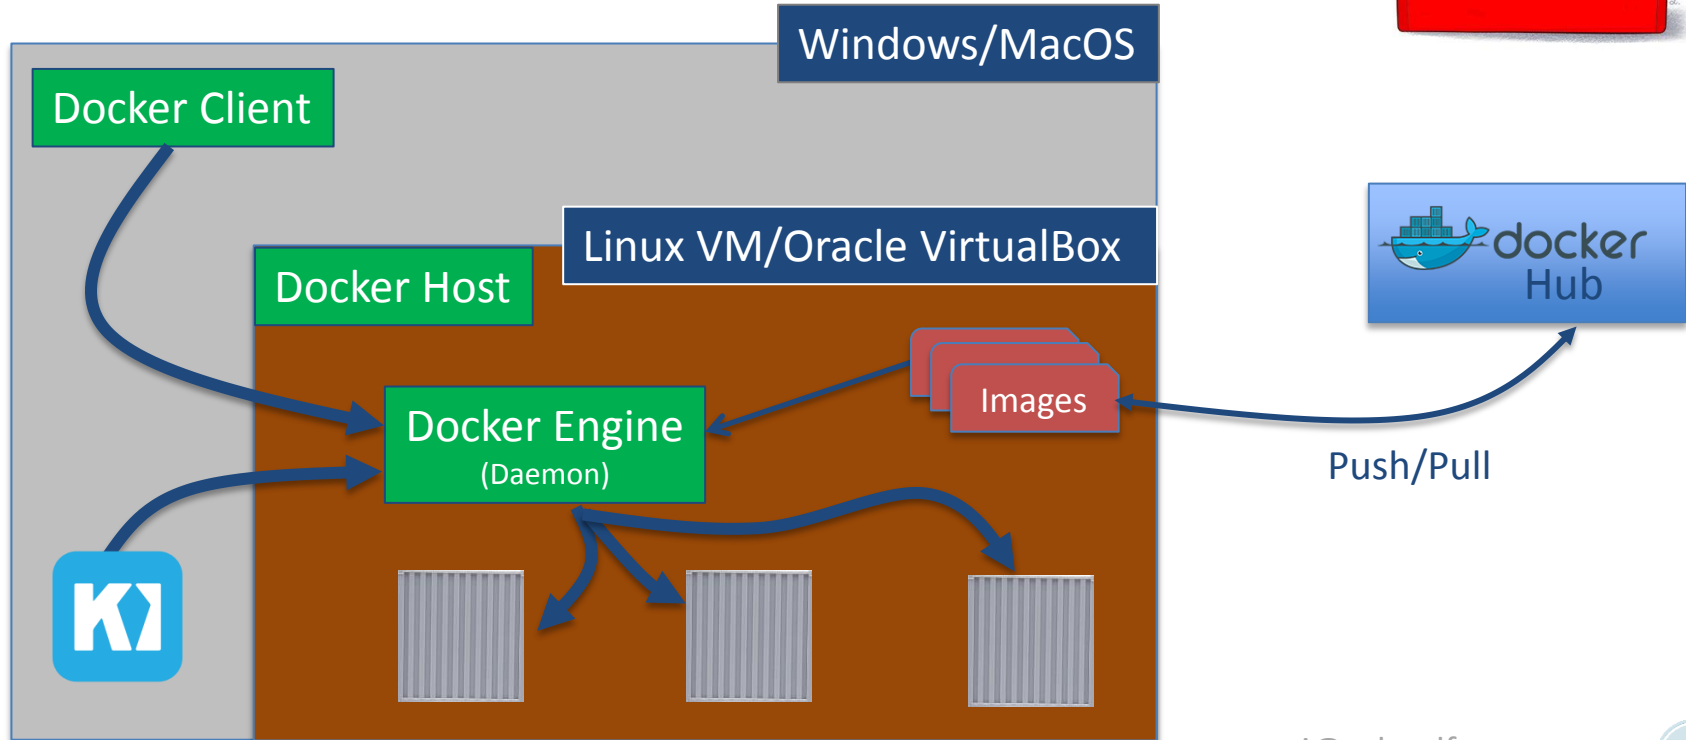 Windows/MacOS
Docker Client
Linux VM/Oracle VirtualBox
Docker Host
docker
Hub
Images
Docker Engine
(Daemon)
Push/Pull
K